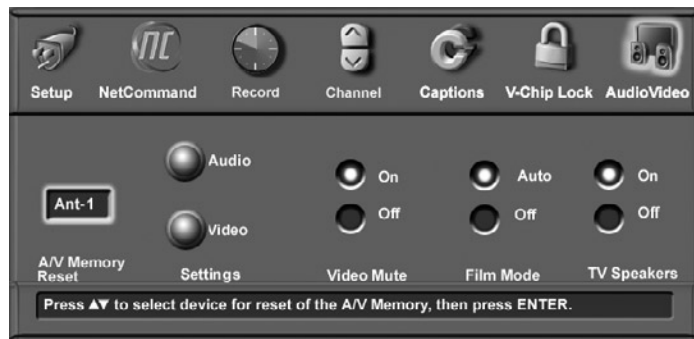 Setup NetCommand Record Channel Captions V-Chip Lock AudioVideo
NC
Ant-1
A/V Memory
Reset
Audio
Video
Settings
On
Off
Video Mute
Auto
Off
Film Mode
On
Off
TV Speakers
Press ▲▼ to select device for reset of the A/V Memory, then press ENTER.